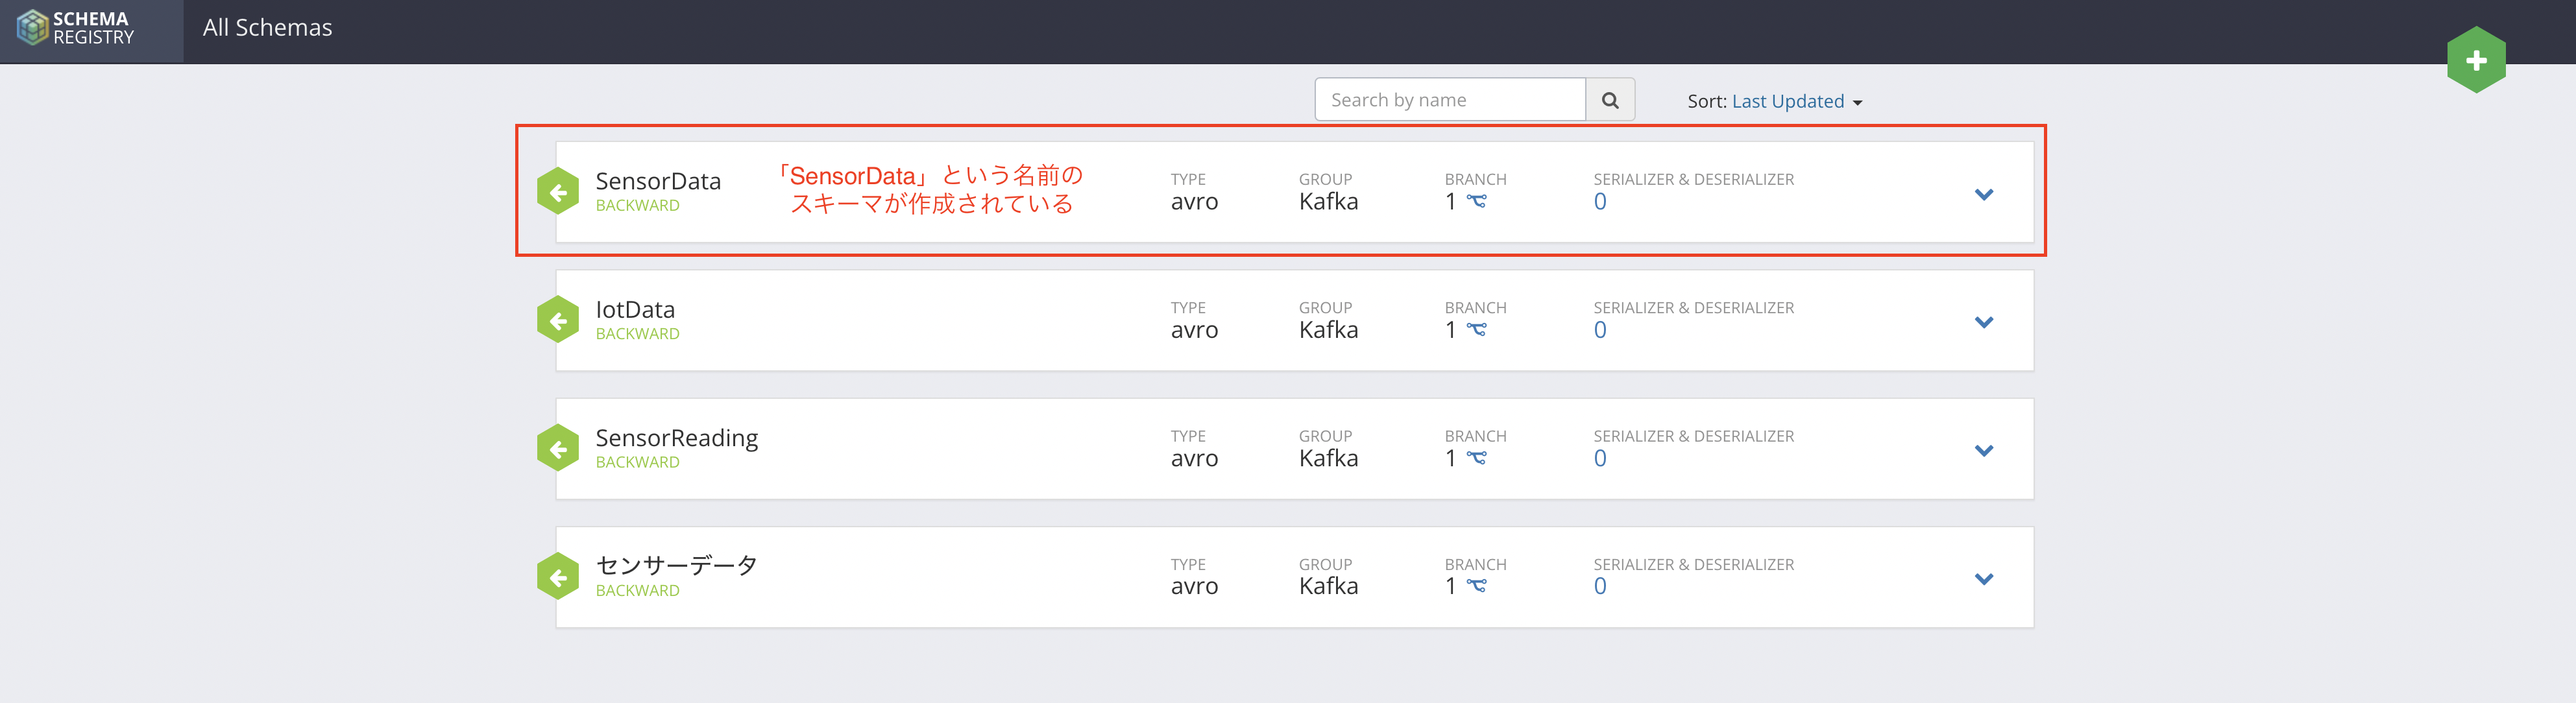 SCHEMA
REGISTRY
All Schemas
Search by name
Sort: Last Updated
SensorData
BACKWARD
「SensorData」という名前の
スキーマが作成されている
TYPE
avro
GROUP
Kafka
BRANCH
1
SERIALIZER & DESERIALIZER
0
IotData
BACKWARD
TYPE
avro
GROUP
Kafka
BRANCH
1
SERIALIZER & DESERIALIZER
0
SensorReading
BACKWARD
TYPE
avro
GROUP
Kafka
BRANCH
1
SERIALIZER & DESERIALIZER
0
センサーデータ
BACKWARD
TYPE
avro
GROUP
Kafka
BRANCH
1
SERIALIZER & DESERIALIZER
0